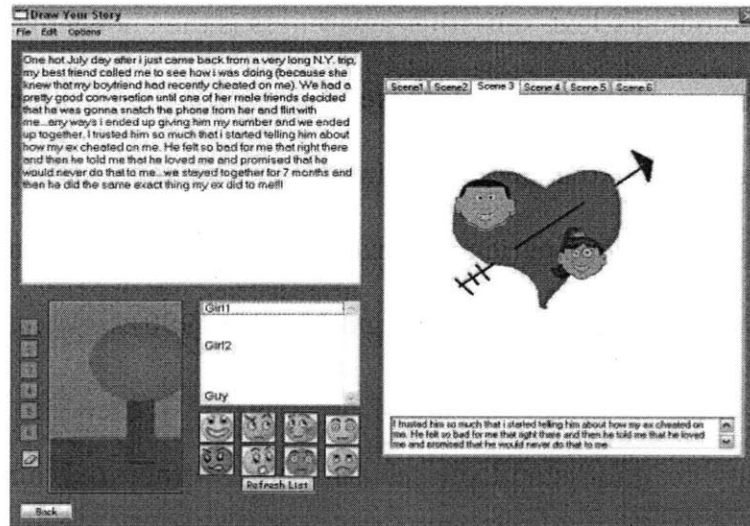 Draw Your Story
File Edit Options
One hot July day after i just came back from a very long N.Y. trip,
my best friend called me to see how i was doing (because she
knew that my boyfriend had recently cheated on me). We had a
pretty good conversation until one of her male friends decided
that he was gonna snatch the phone from her and flirt with
me...any ways i ended up giving him my number and we ended
up together. I trusted him so much that i started telling him about
how my ex cheated on me. He felt so bad for me that right there
and then he told me that he loved me and promised that he
would never do that to me...we stayed together for 7 months and
then he did the same exact thing my ex did to me!!!
Scene1 Scene2 Scene 3 Scene 4 Scene 5 Scene 6
Girl1
Girl2
Guy
1
2
3
4
5
6
Refresh List
I trusted him so much that i started telling him about how my ex cheated on
me. He felt so bad for me that right there and then he told me that he loved
me and promised that he would never do that to me
Back